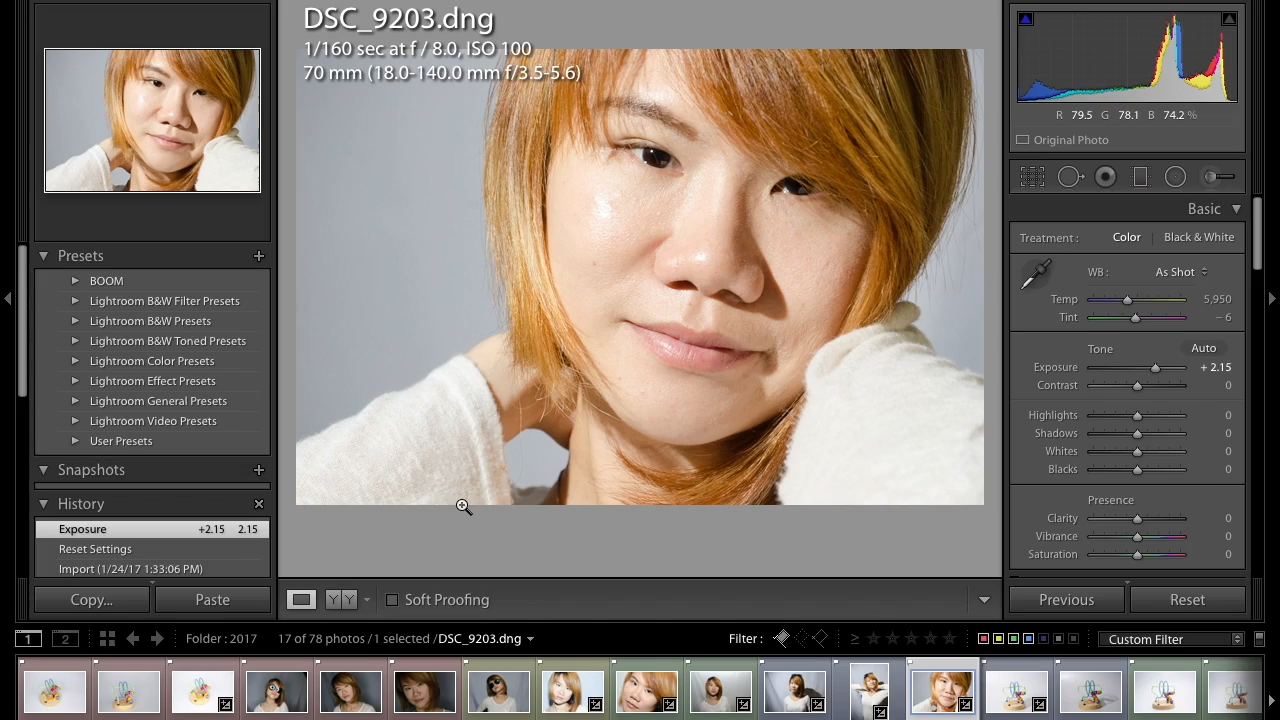 DSC_9203.dng
1/160 sec at f / 8.0, ISO 100
70 mm (18.0-140.0 mm f/3.5-5.6)
Presets
BOOM
Lightroom B&W Filter Presets
Lightroom B&W Presets
Lightroom B&W Toned Presets
Lightroom Color Presets
Lightroom Effect Presets
Lightroom General Presets
Lightroom Video Presets
User Presets
Snapshots
History
Exposure +2.15 2.15
Reset Settings
Import (1/24/17 1:33:06 PM)
Copy... Paste
Soft Proofing
R 79.5 G 78.1 B 74.2 %
Original Photo
Basic
Treatment : Color Black & White
WB : As Shot
Temp 5,950
Tint – 6
Tone Auto
Exposure + 2.15
Contrast 0
Highlights 0
Shadows 0
Whites 0
Blacks 0
Presence
Clarity 0
Vibrance 0
Saturation 0
Previous Reset
1 2 Folder : 2017 17 of 78 photos / 1 selected / DSC_9203.dng Filter : ≥ Custom Filter